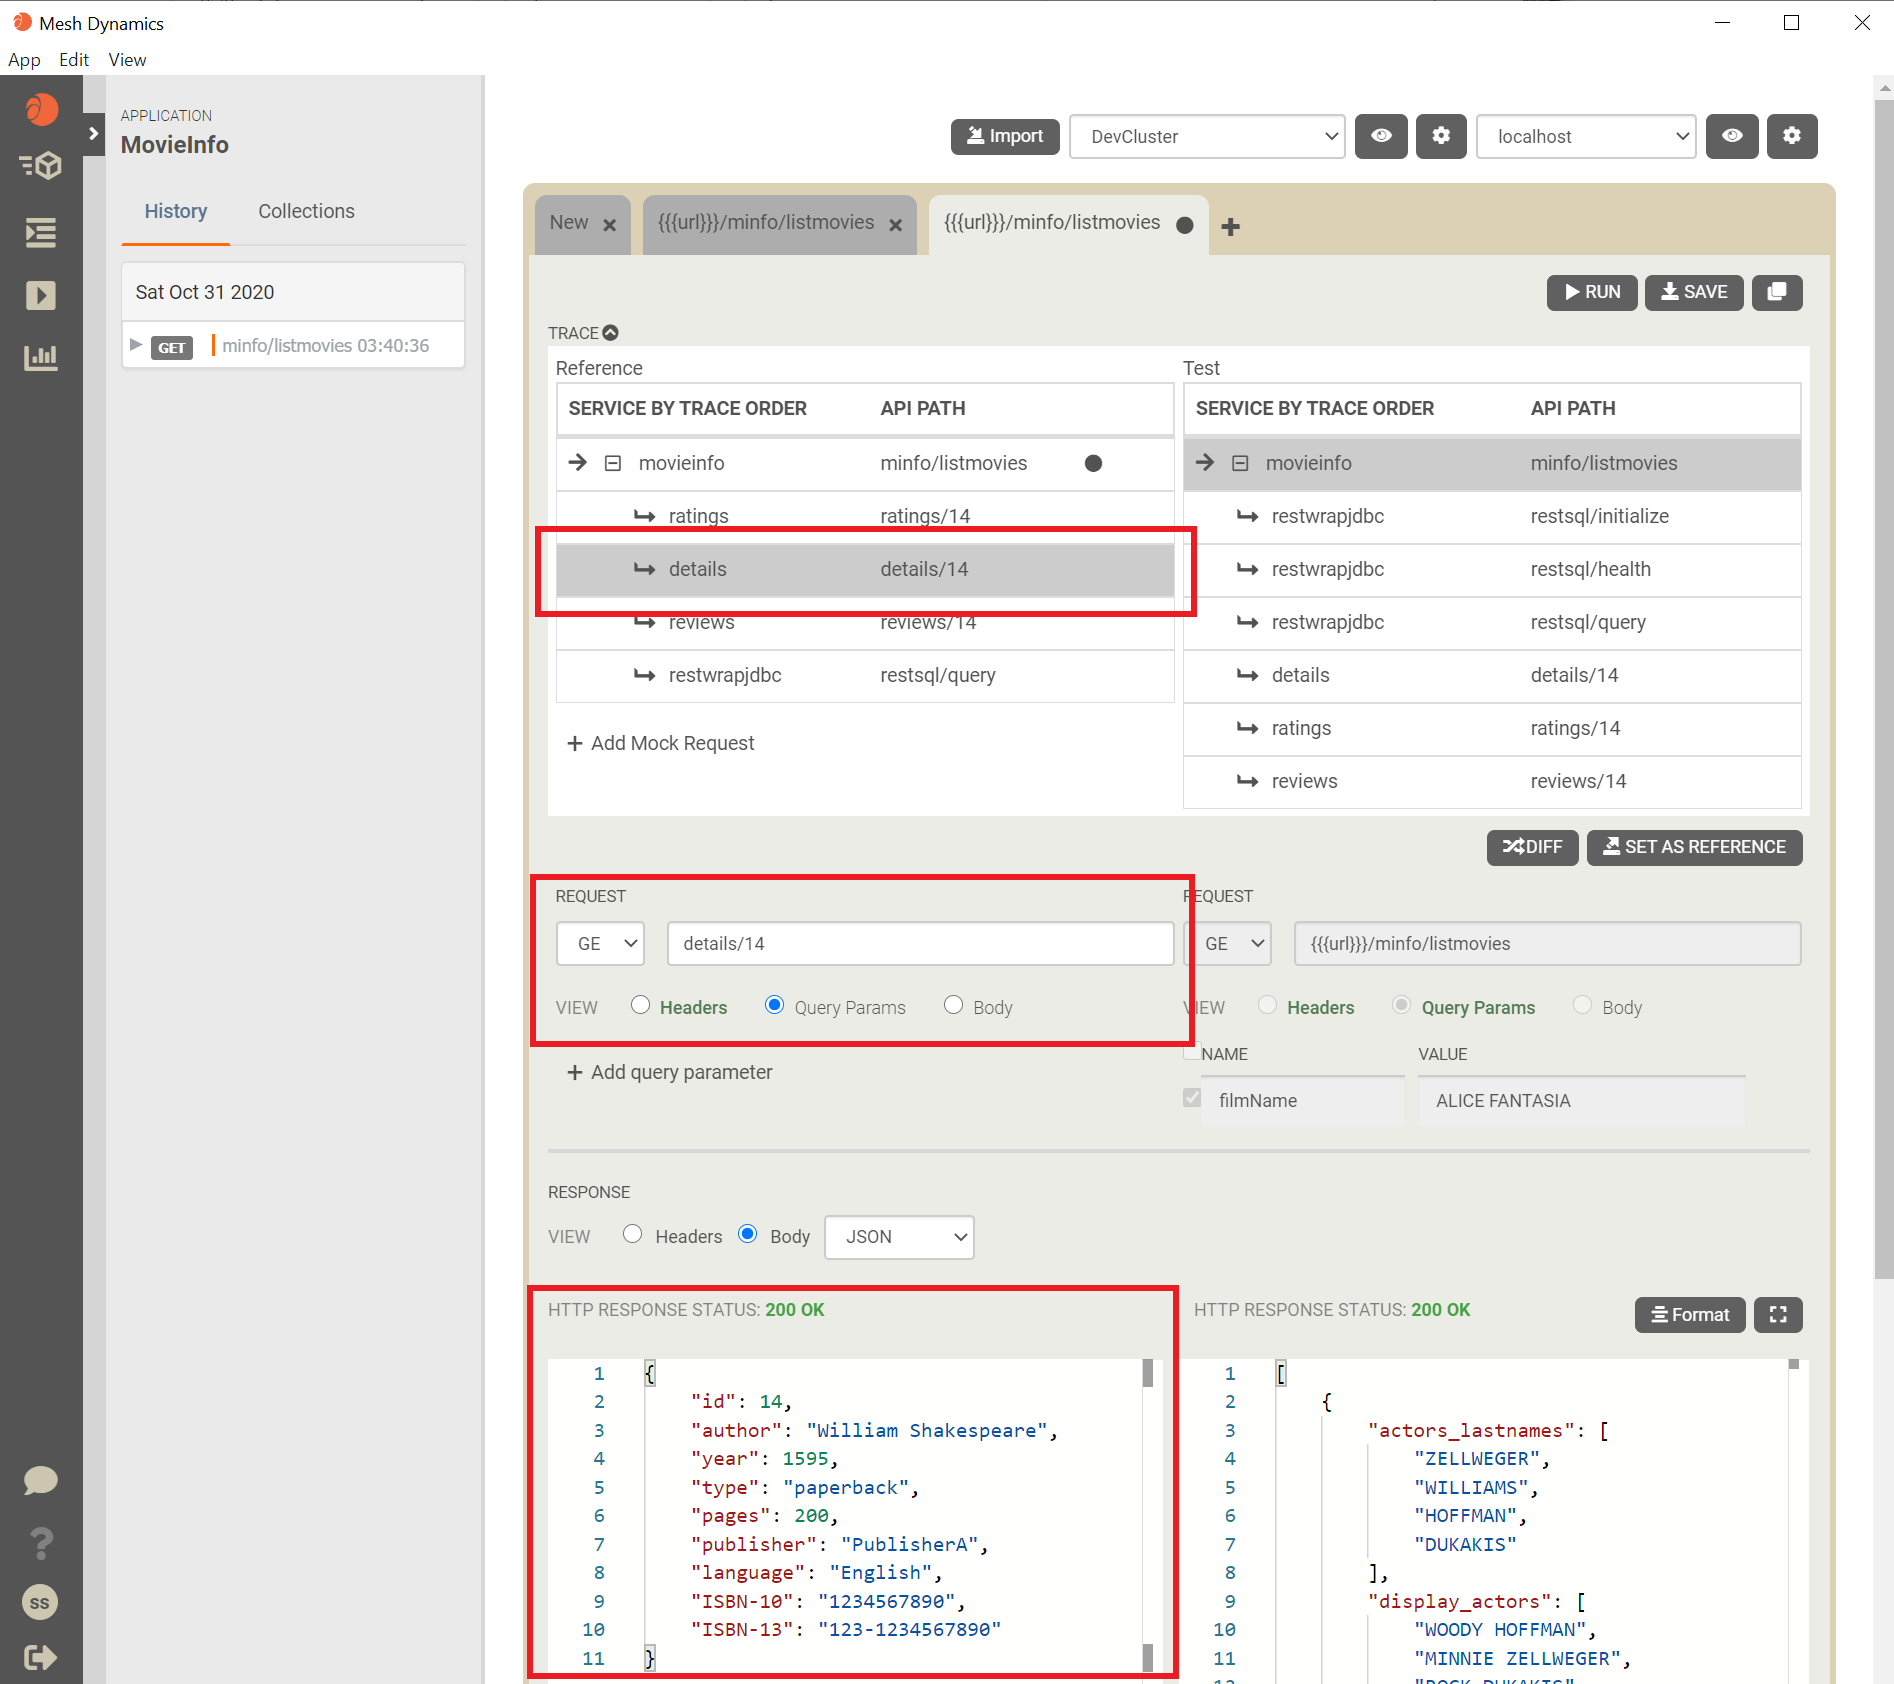 Mesh Dynamics
App Edit View
APPLICATION
MovieInfo
History Collections
Sat Oct 31 2020
GET minfo/listmovies 03:40:36
Import DevCluster localhost
New {{{url}}}/minfo/listmovies {{{url}}}/minfo/listmovies
RUN SAVE
TRACE
Reference
SERVICE BY TRACE ORDER API PATH
movieinfo minfo/listmovies
ratings ratings/14
details details/14
reviews reviews/14
restwrapjdbc restsql/query
+ Add Mock Request
Test
SERVICE BY TRACE ORDER API PATH
movieinfo minfo/listmovies
restwrapjdbc restsql/initialize
restwrapjdbc restsql/health
restwrapjdbc restsql/query
details details/14
ratings ratings/14
reviews reviews/14
DIFF SET AS REFERENCE
REQUEST
GE details/14
VIEW Headers Query Params Body
+ Add query parameter
REQUEST
GE {{{url}}}/minfo/listmovies
VIEW Headers Query Params Body
NAME VALUE
filmName ALICE FANTASIA
RESPONSE
VIEW Headers Body JSON
HTTP RESPONSE STATUS: 200 OK
1 {
2 "id": 14,
3 "author": "William Shakespeare",
4 "year": 1595,
5 "type": "paperback",
6 "pages": 200,
7 "publisher": "PublisherA",
8 "language": "English",
9 "ISBN-10": "1234567890",
10 "ISBN-13": "123-1234567890"
11 }
HTTP RESPONSE STATUS: 200 OK
Format
1 [
2 {
3 "actors_lastnames": [
4 "ZELLWEGER",
5 "WILLIAMS",
6 "HOFFMAN",
7 "DUKAKIS"
8 ],
9 "display_actors": [
10 "WOODY HOFFMAN",
11 "MINNIE ZELLWEGER",
12 "ROCK DUKAKIS"
SS